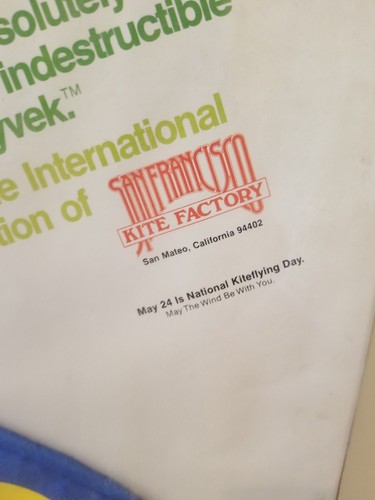 solutely
indestructible
yvek.™
e International
tion of
SAN FRANCISCO
KITE FACTORY
San Mateo, California 94402
May 24 Is National Kiteflying Day.
May The Wind Be With You.